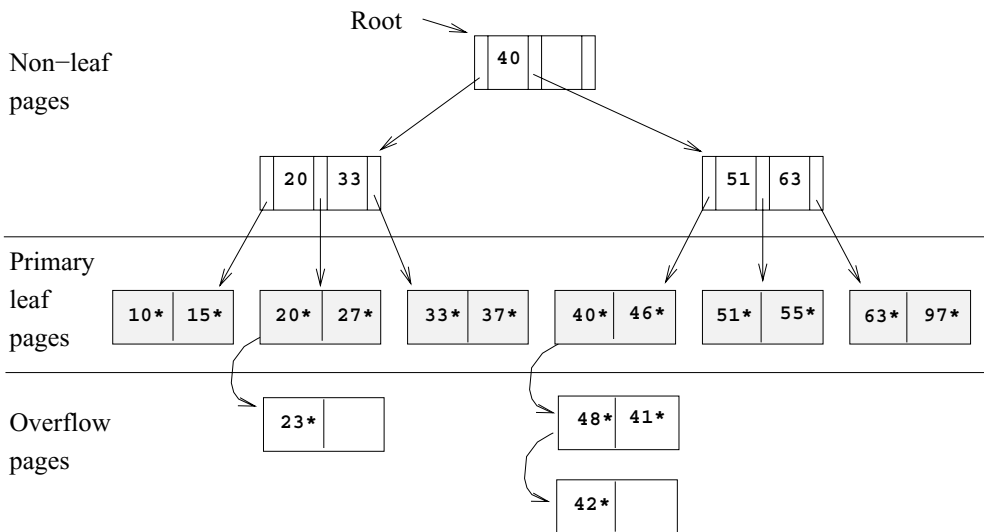 Root
Non−leaf
pages
40
20 33
51 63
Primary
leaf
pages
10* 15*
20* 27*
33* 37*
40* 46*
51* 55*
63* 97*
Overflow
pages
23*
48* 41*
42*